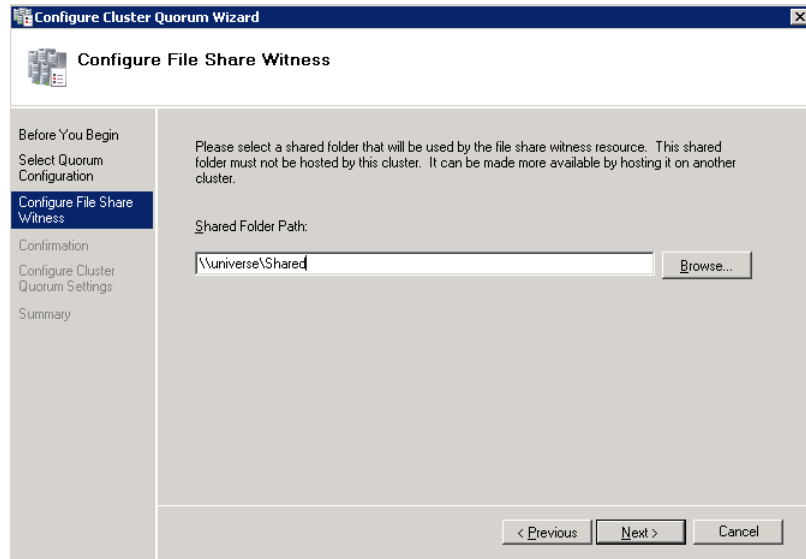 Configure Cluster Quorum Wizard
Configure File Share Witness
Before You Begin
Select Quorum
Configuration
Configure File Share
Witness
Confirmation
Configure Cluster
Quorum Settings
Summary
Please select a shared folder that will be used by the file share witness resource. This shared
folder must not be hosted by this cluster. It can be made more available by hosting it on another
cluster.
Shared Folder Path:
\\universe\Shared
Browse...
< Previous
Next >
Cancel